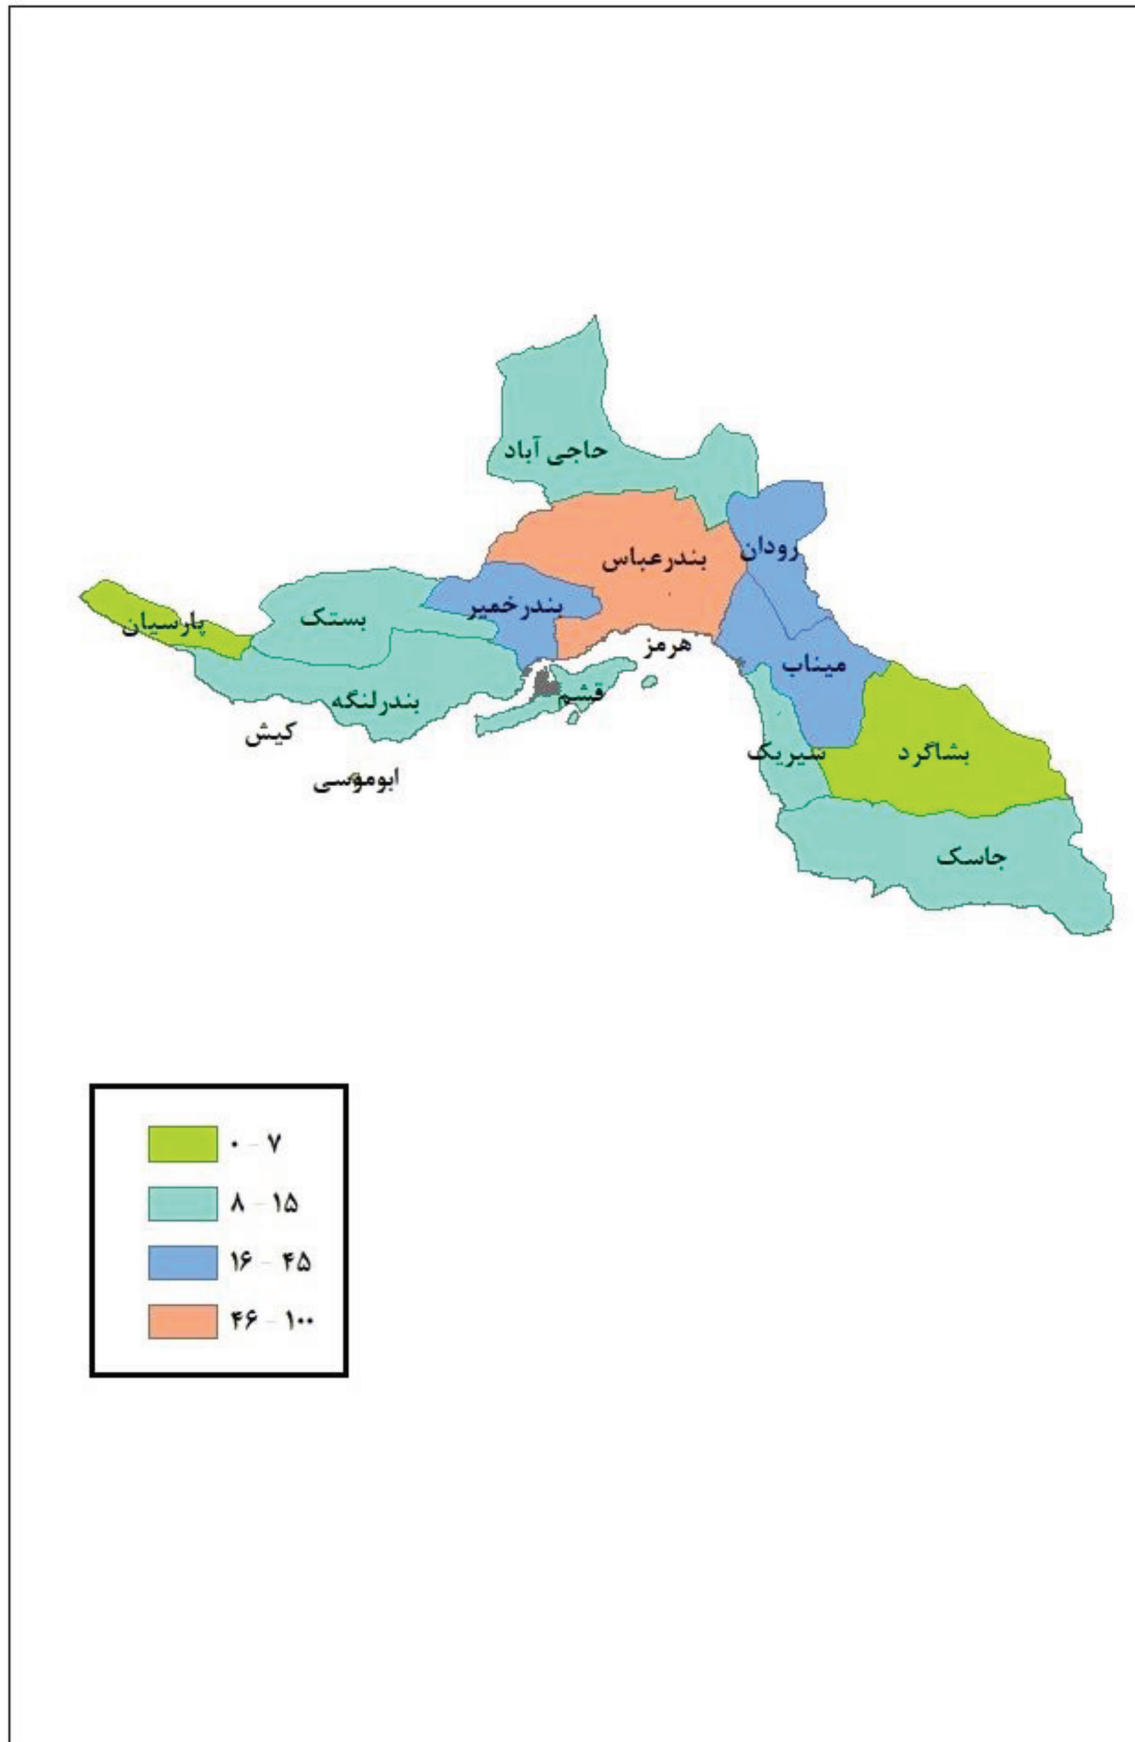 حاجی آباد
رودان
بندرعباس
بندرخمیر
بستک
پارسیان
هرمز
میناب
قشم
بندرلنگه
کیش
سیریک
بشاگرد
ابوموسی
جاسک
۰ - ۷
۸ - ۱۵
۱۶ - ۴۵
۴۶ - ۱۰۰